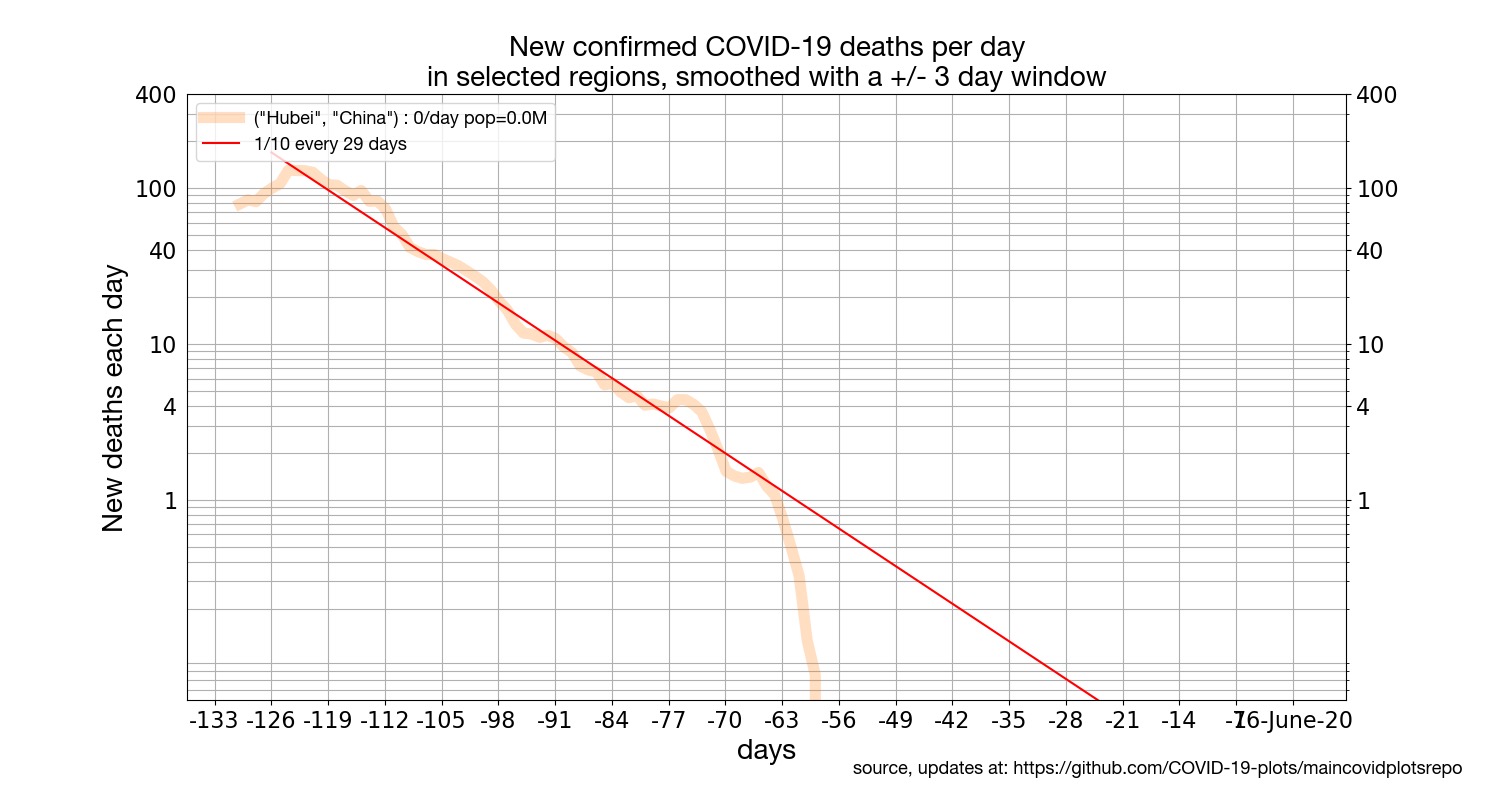 New confirmed COVID-19 deaths per day
in selected regions, smoothed with a +/- 3 day window
400
400
("Hubei", "China") : 0/day pop=0.0M
1/10 every 29 days
100
100
40
40
New deaths each day
10
10
4
4
1
1
-133 -126 -119 -112 -105 -98 -91 -84 -77 -70 -63 -56 -49 -42 -35 -28 -21 -14 -7 16-June-20
days
source, updates at: https://github.com/COVID-19-plots/maincovidplotsrepo